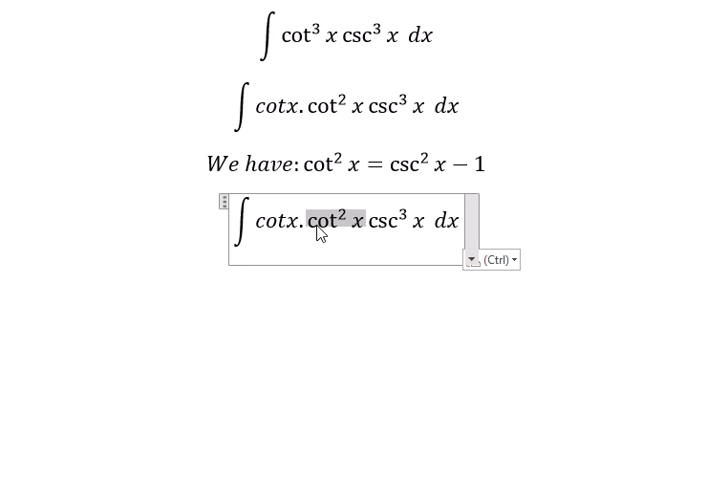 ∫ cot³ x csc³ x dx
∫ cotx. cot² x csc³ x dx
We have: cot² x = csc² x − 1
∫ cotx. cot² x csc³ x dx
(Ctrl)